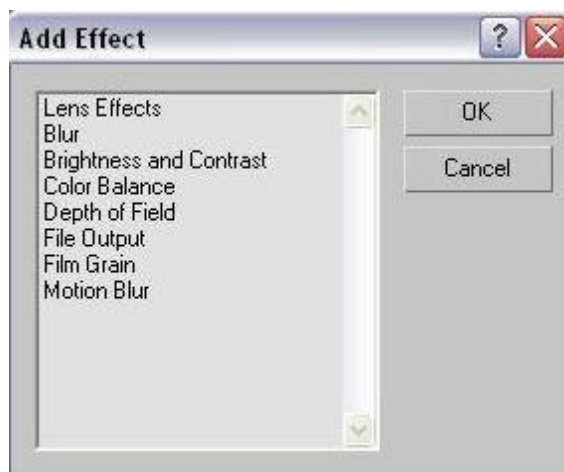 Add Effect
?
Lens Effects
Blur
Brightness and Contrast
Color Balance
Depth of Field
File Output
Film Grain
Motion Blur
OK
Cancel